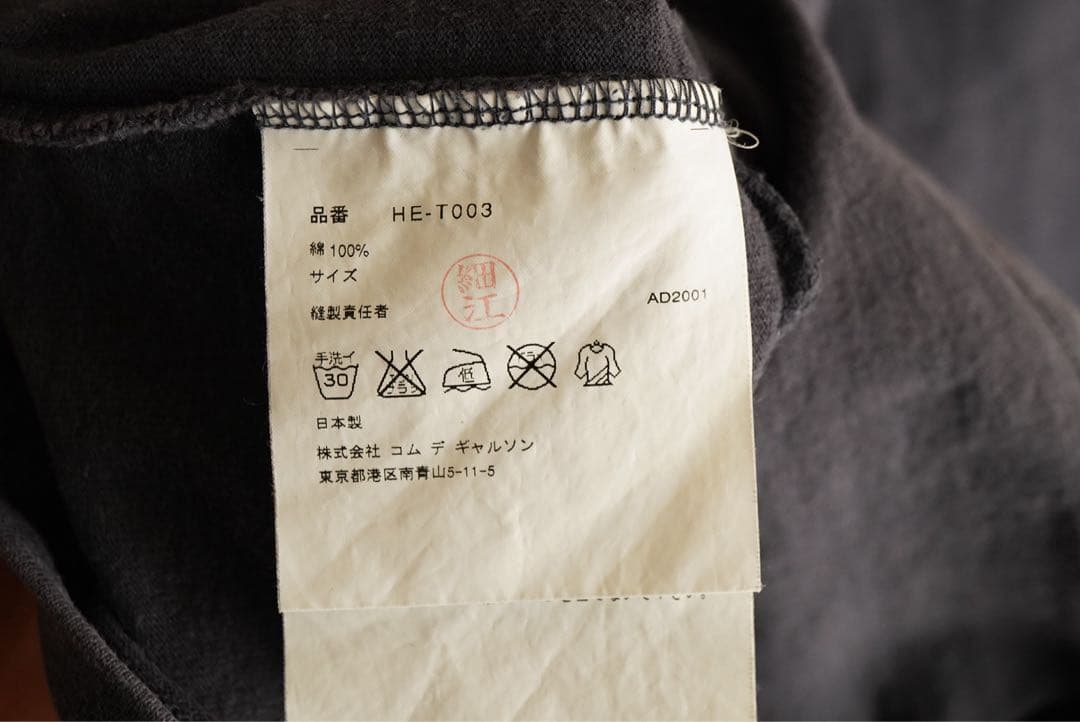 品番 HE-T003
綿 100%
サイズ
縫製責任者
細江
AD2001
手洗イ
30
低
日本製
株式会社 コム デ ギャルソン
東京都港区南青山5-11-5